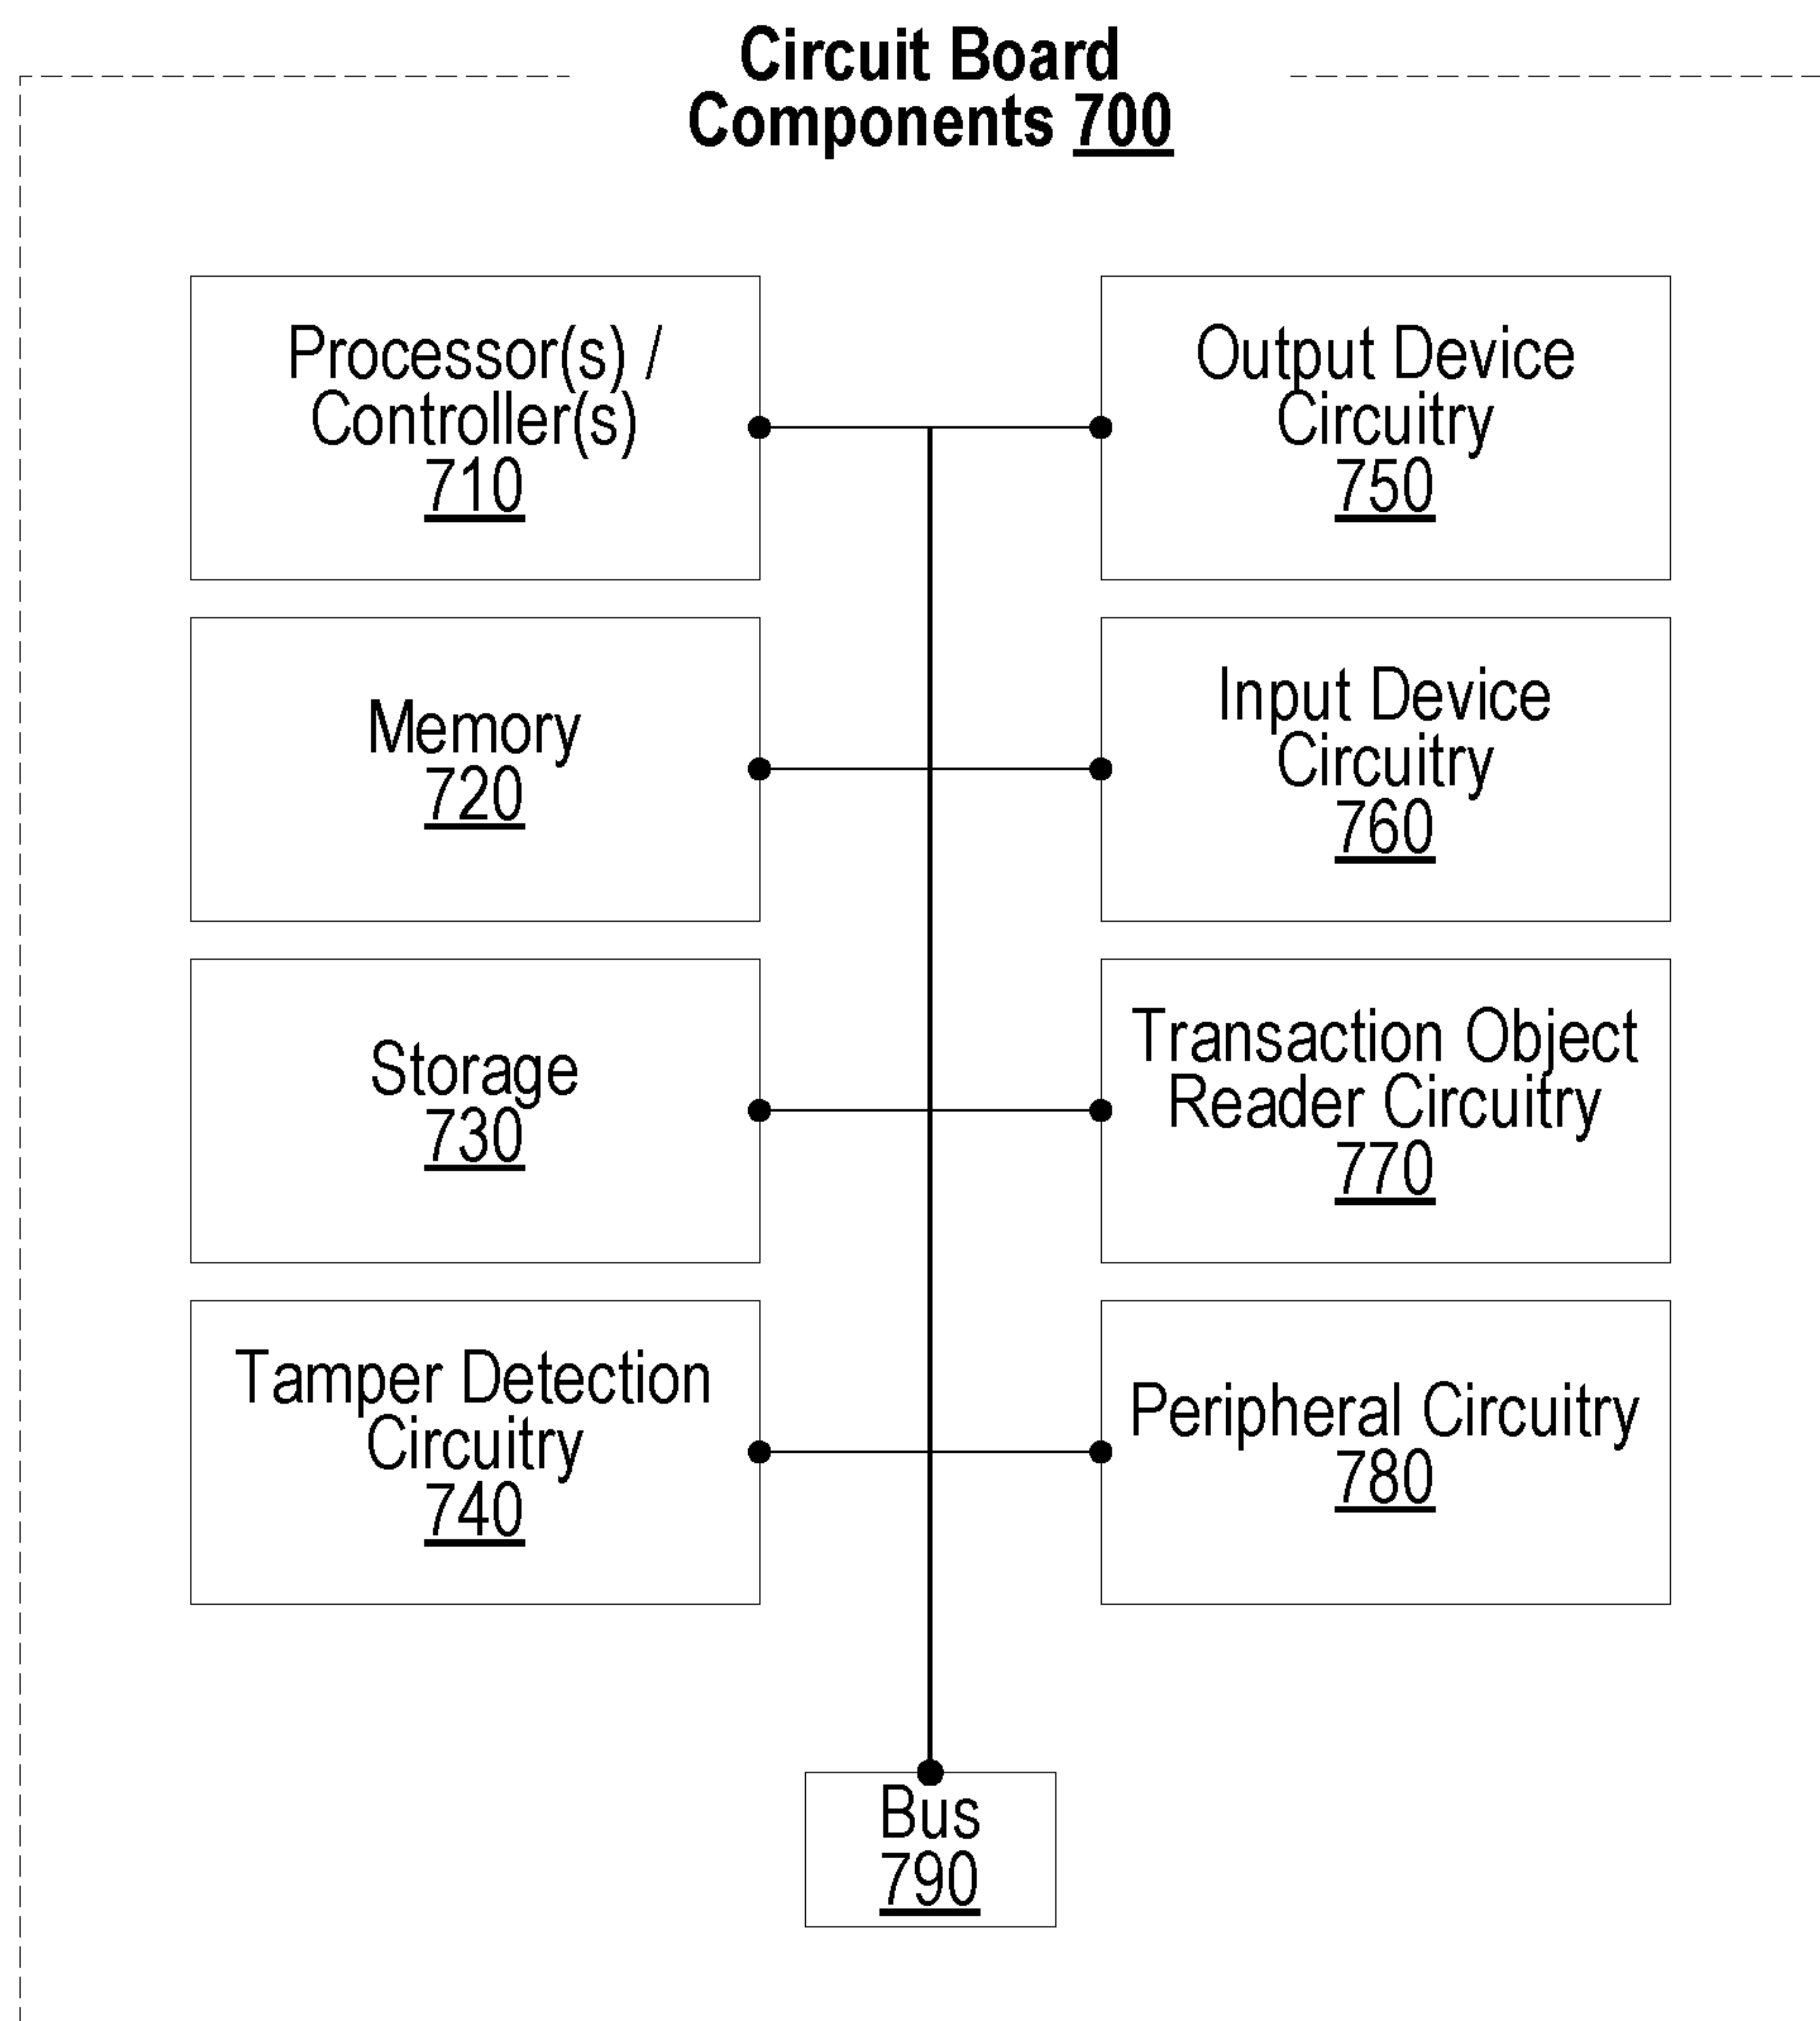 Circuit Board
Components 700
Processor(s) /
Controller(s)
710
Output Device
Circuitry
750
Memory
720
Input Device
Circuitry
760
Storage
730
Transaction Object
Reader Circuitry
770
Tamper Detection
Circuitry
740
Peripheral Circuitry
780
Bus
790